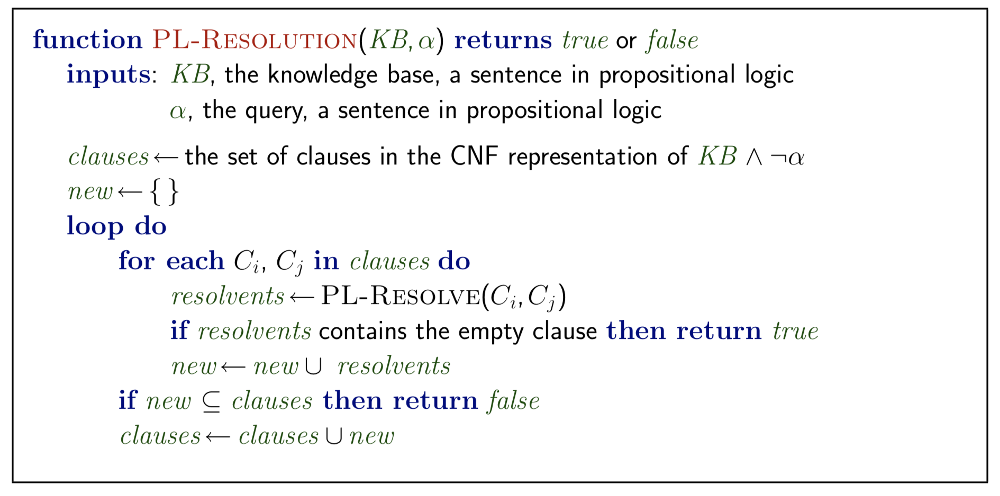 function PL-RESOLUTION(KB, α) returns true or false
inputs: KB, the knowledge base, a sentence in propositional logic
α, the query, a sentence in propositional logic
clauses ← the set of clauses in the CNF representation of KB ∧ ¬α
new ← { }
loop do
for each Cᵢ, Cⱼ in clauses do
resolvents ← PL-RESOLVE(Cᵢ, Cⱼ)
if resolvents contains the empty clause then return true
new ← new ∪ resolvents
if new ⊆ clauses then return false
clauses ← clauses ∪ new